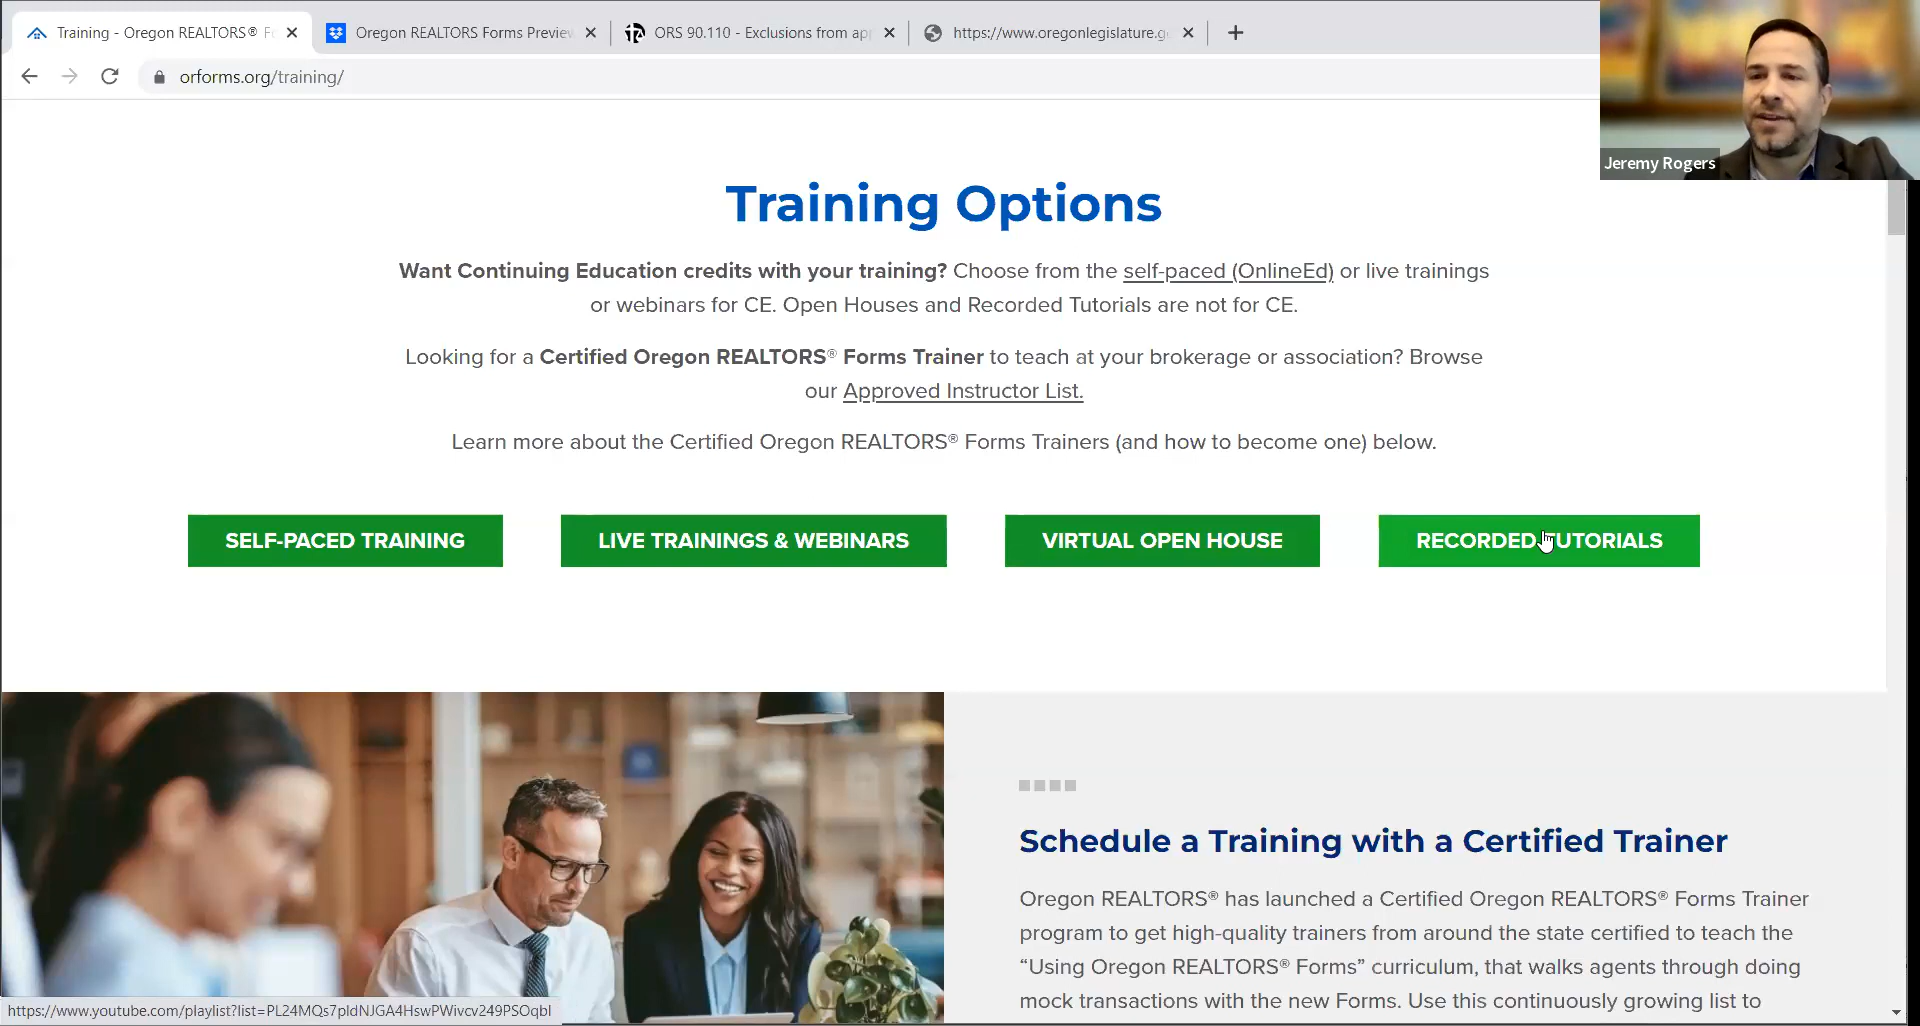 Training - Oregon REALTORS® F
Oregon REALTORS Forms Preview
ORS 90.110 - Exclusions from app
https://www.oregonlegislature.g
orforms.org/training/
Jeremy Rogers
Training Options
Want Continuing Education credits with your training? Choose from the self-paced (OnlineEd) or live trainings
or webinars for CE. Open Houses and Recorded Tutorials are not for CE.
Looking for a Certified Oregon REALTORS® Forms Trainer to teach at your brokerage or association? Browse
our Approved Instructor List.
Learn more about the Certified Oregon REALTORS® Forms Trainers (and how to become one) below.
SELF-PACED TRAINING
LIVE TRAININGS & WEBINARS
VIRTUAL OPEN HOUSE
RECORDED TUTORIALS
Schedule a Training with a Certified Trainer
Oregon REALTORS® has launched a Certified Oregon REALTORS® Forms Trainer
program to get high-quality trainers from around the state certified to teach the
“Using Oregon REALTORS® Forms” curriculum, that walks agents through doing
mock transactions with the new Forms. Use this continuously growing list to
https://www.youtube.com/playlist?list=PL24MQs7pIdNJGA4HswPWivcv249PSOqbI